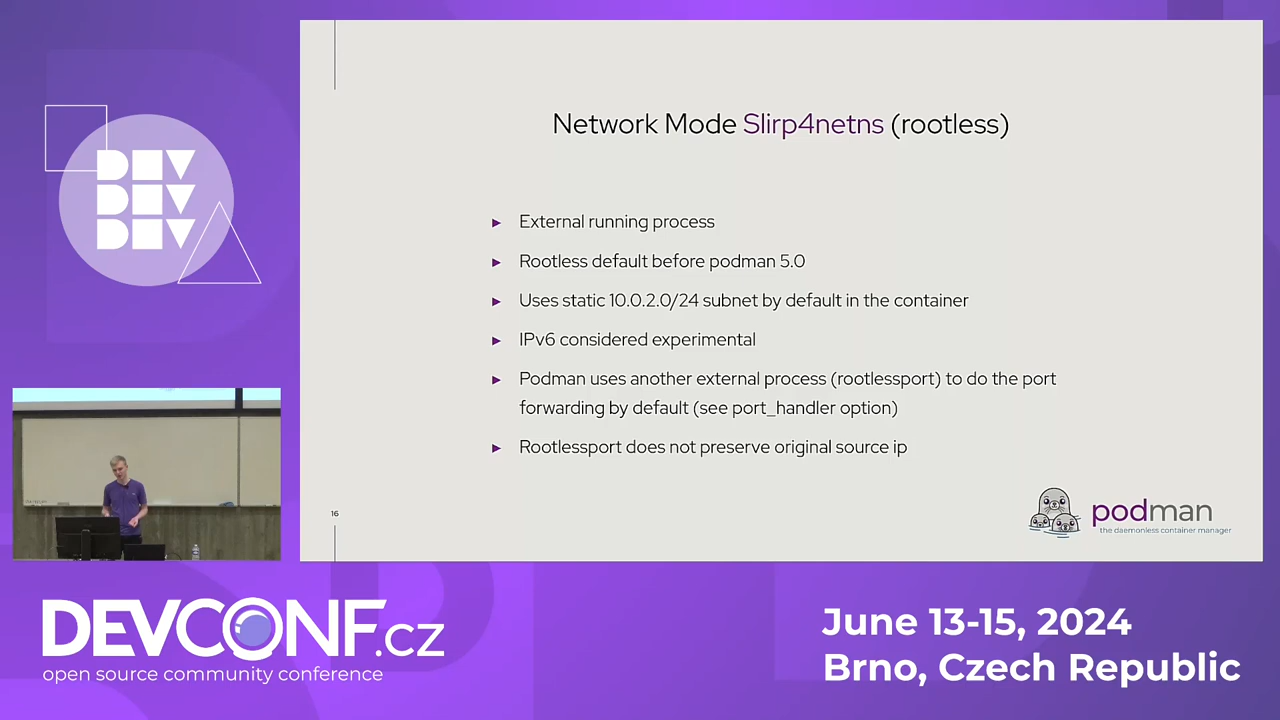 DEV
DEV
DEV
Network Mode Slirp4netns (rootless)
► External running process
► Rootless default before podman 5.0
► Uses static 10.0.2.0/24 subnet by default in the container
► IPv6 considered experimental
► Podman uses another external process (rootlessport) to do the port
forwarding by default (see port_handler option)
► Rootlessport does not preserve original source ip
16
podman
the daemonless container manager
DEVCONF.cz
open source community conference
June 13-15, 2024
Brno, Czech Republic